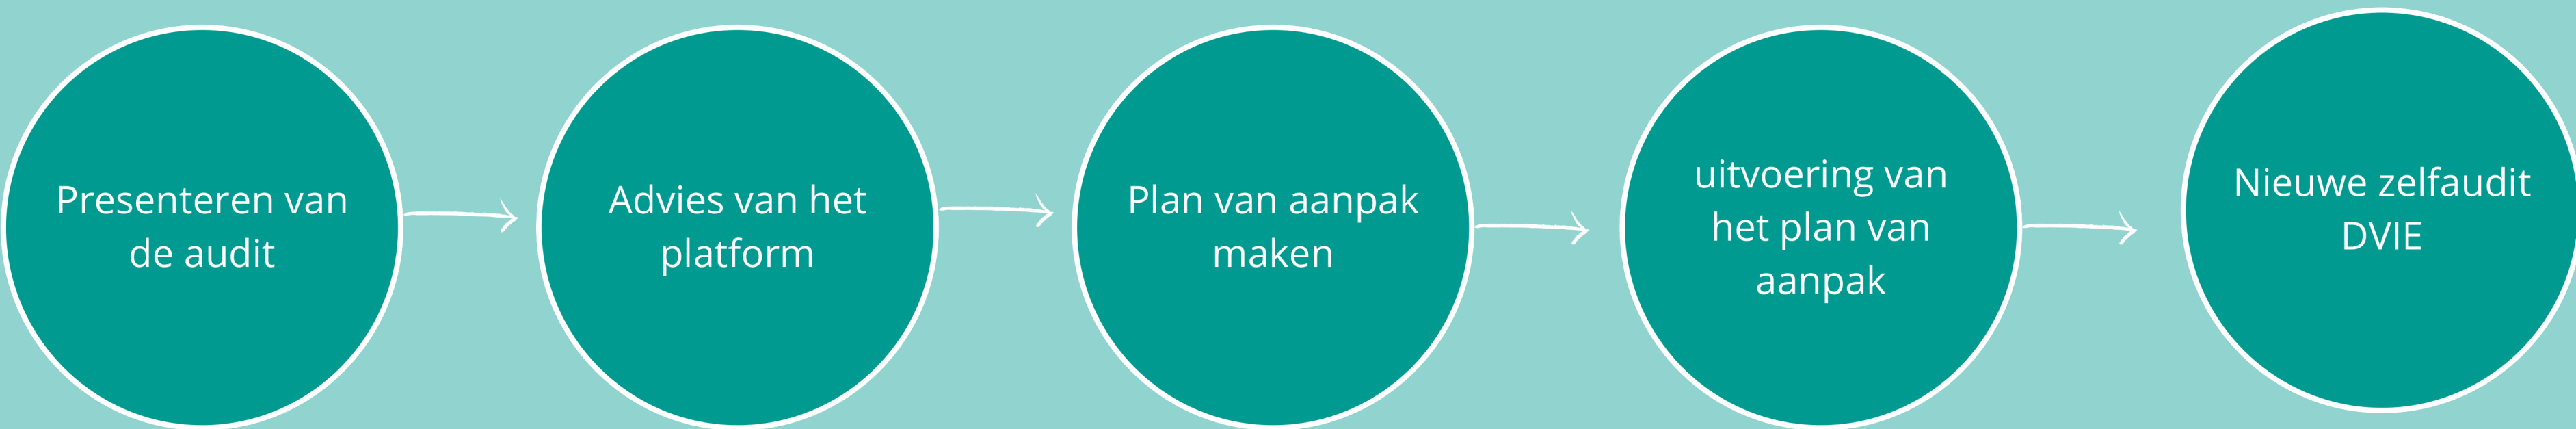 Presenteren van
de audit
Advies van het
platform
Plan van aanpak
maken
uitvoering van
het plan van
aanpak
Nieuwe zelfaudit
DVIE